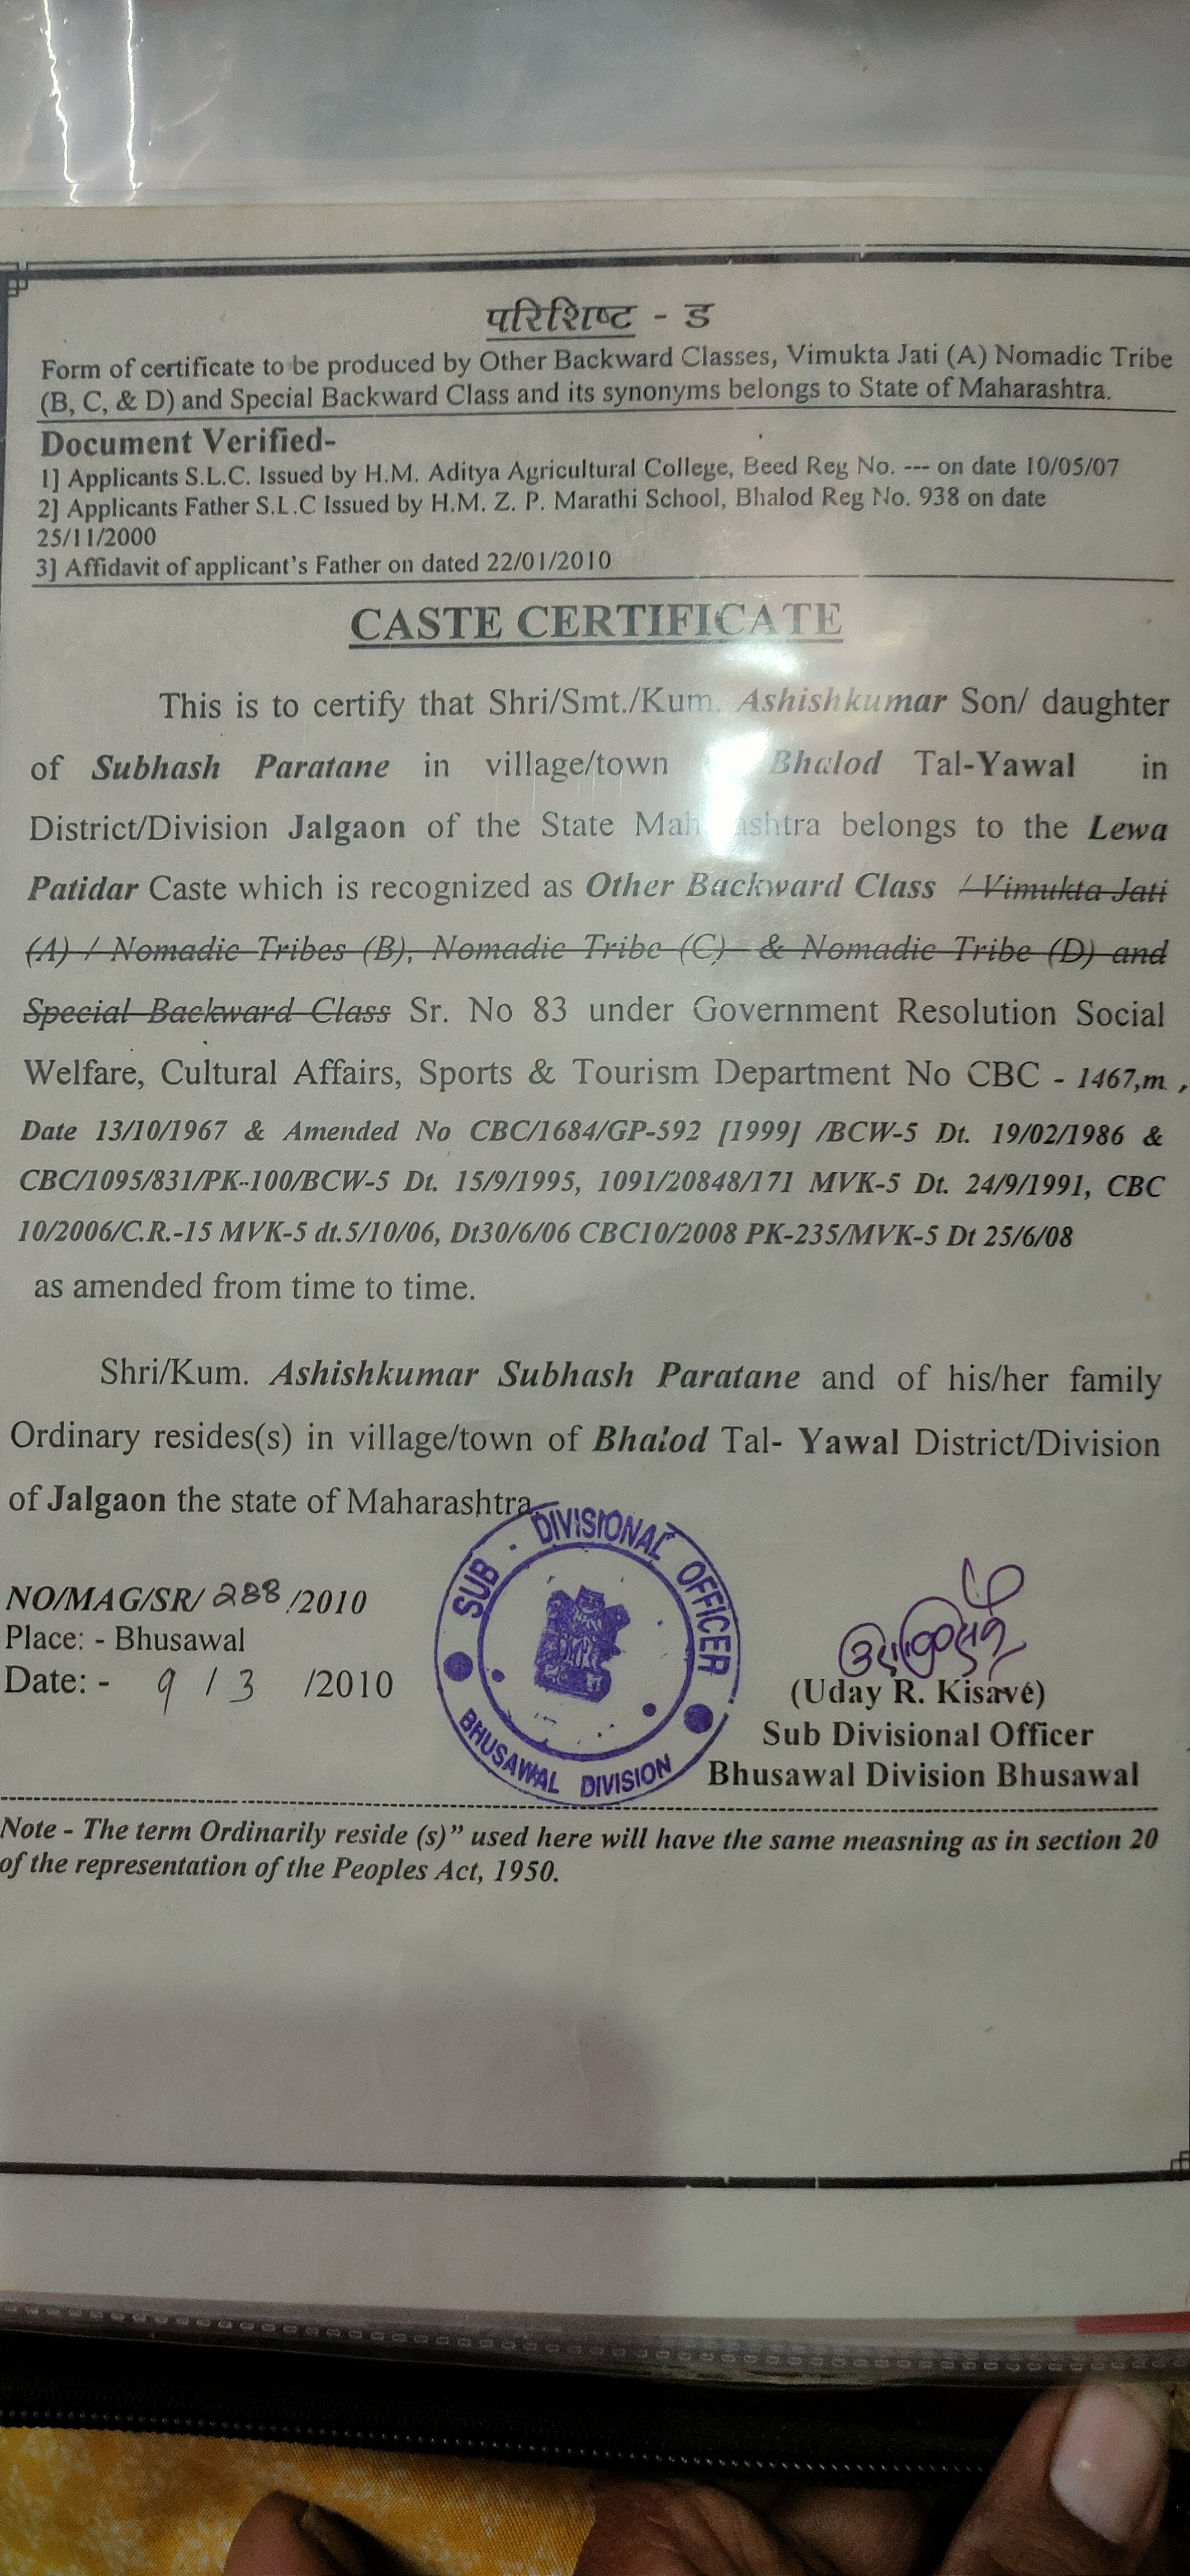 परिशिष्ट - ड
Form of certificate to be produced by Other Backward Classes, Vimukta Jati (A) Nomadic Tribe
(B, C, & D) and Special Backward Class and its synonyms belongs to State of Maharashtra.
Document Verified-
1] Applicants S.L.C. Issued by H.M. Aditya Agricultural College, Beed Reg No. --- on date 10/05/07
2] Applicants Father S.L.C Issued by H.M. Z. P. Marathi School, Bhalod Reg No. 938 on date
25/11/2000
3] Affidavit of applicant's Father on dated 22/01/2010
CASTE CERTIFICATE
This is to certify that Shri/Smt./Kum. Ashishkumar Son/ daughter
of Subhash Paratane in village/town Bhalod Tal-Yawal in
District/Division Jalgaon of the State Maharashtra belongs to the Lewa
Patidar Caste which is recognized as Other Backward Class / Vimukta Jati
(A) / Nomadic Tribes (B), Nomadic Tribe (C) & Nomadic Tribe (D) and
Special Backward Class Sr. No 83 under Government Resolution Social
Welfare, Cultural Affairs, Sports & Tourism Department No CBC - 1467,m ,
Date 13/10/1967 & Amended No CBC/1684/GP-592 [1999] /BCW-5 Dt. 19/02/1986 &
CBC/1095/831/PK-100/BCW-5 Dt. 15/9/1995, 1091/20848/171 MVK-5 Dt. 24/9/1991, CBC
10/2006/C.R.-15 MVK-5 dt.5/10/06, Dt30/6/06 CBC10/2008 PK-235/MVK-5 Dt 25/6/08
as amended from time to time.
Shri/Kum. Ashishkumar Subhash Paratane and of his/her family
Ordinary resides(s) in village/town of Bhalod Tal- Yawal District/Division
of Jalgaon the state of Maharashtra.
SUB - DIVISIONAL OFFICER
BHUSAWAL DIVISION
NO/MAG/SR/ 288 /2010
Place: - Bhusawal
Date: - 9 / 3 /2010
(Uday R. Kisave)
Sub Divisional Officer
Bhusawal Division Bhusawal
Note - The term Ordinarily reside (s)" used here will have the same measning as in section 20
of the representation of the Peoples Act, 1950.